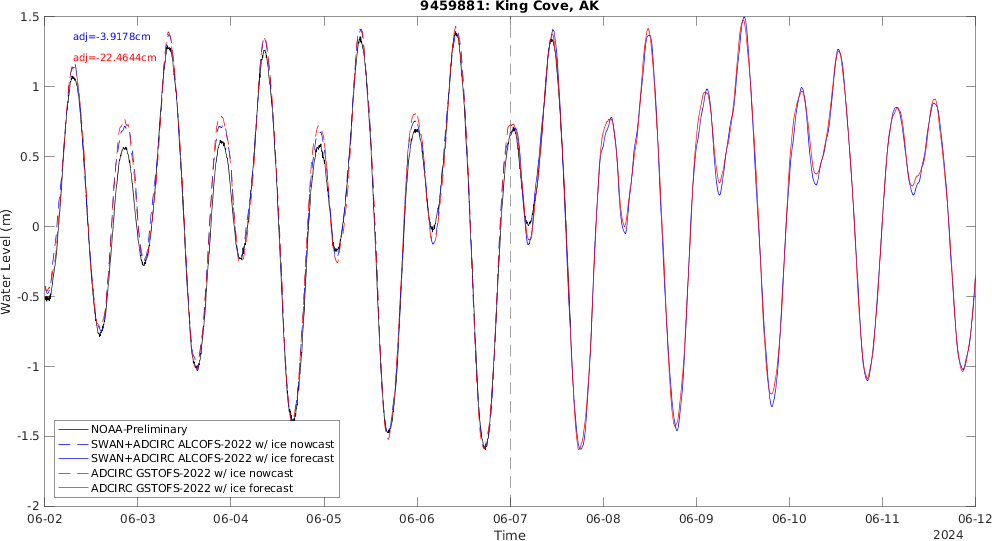 9459881: King Cove, AK
adj=-3.9178cm
adj=-22.4644cm
1.5
1
0.5
0
-0.5
-1
-1.5
-2
Water Level (m)
NOAA-Preliminary
SWAN+ADCIRC ALCOFS-2022 w/ ice nowcast
SWAN+ADCIRC ALCOFS-2022 w/ ice forecast
ADCIRC GSTOFS-2022 w/ ice nowcast
ADCIRC GSTOFS-2022 w/ ice forecast
06-02 06-03 06-04 06-05 06-06 06-07 06-08 06-09 06-10 06-11 06-12
Time
2024